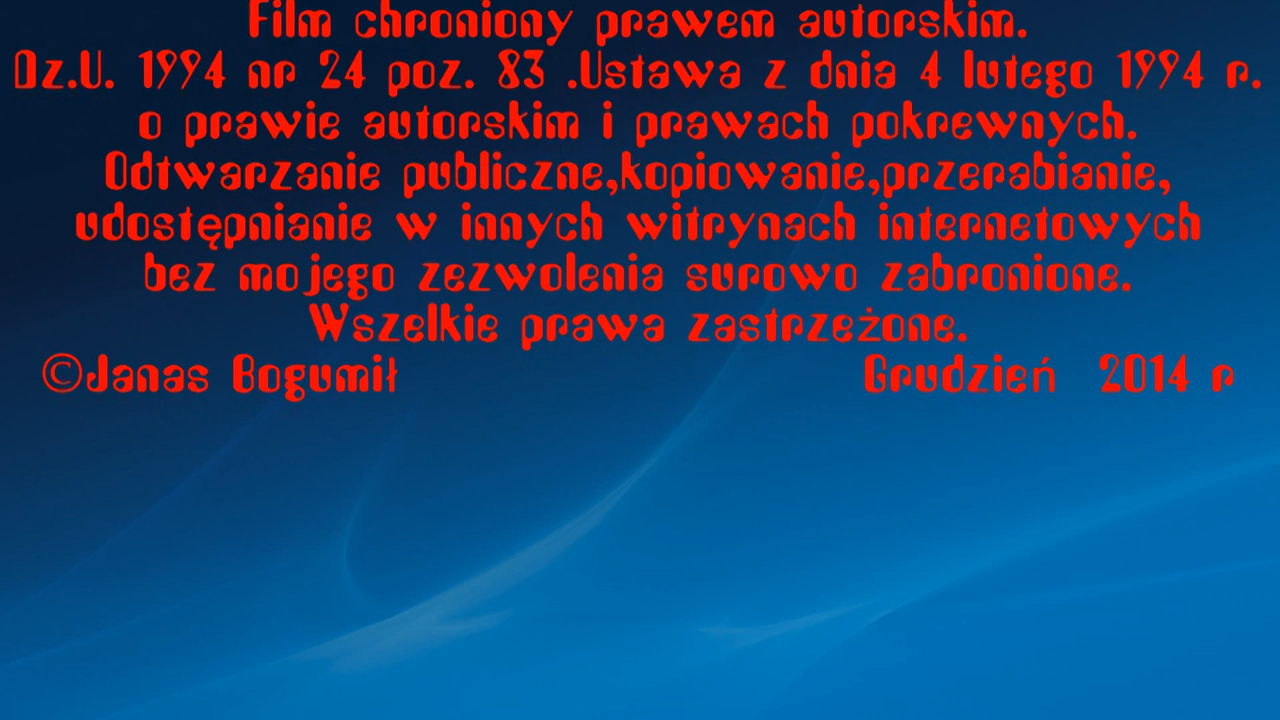 Film chroniony prawem autorskim.
Dz.U. 1994 nr 24 poz. 83 .Ustawa z dnia 4 lutego 1994 r.
o prawie autorskim i prawach pokrewnych.
Odtwarzanie publiczne,kopiowanie,przerabianie,
udostępnianie w innych witrynach internetowych
bez mojego zezwolenia surowo zabronione.
Wszelkie prawa zastrzeżone.
©Janas Bogumił Grudzień 2014 r